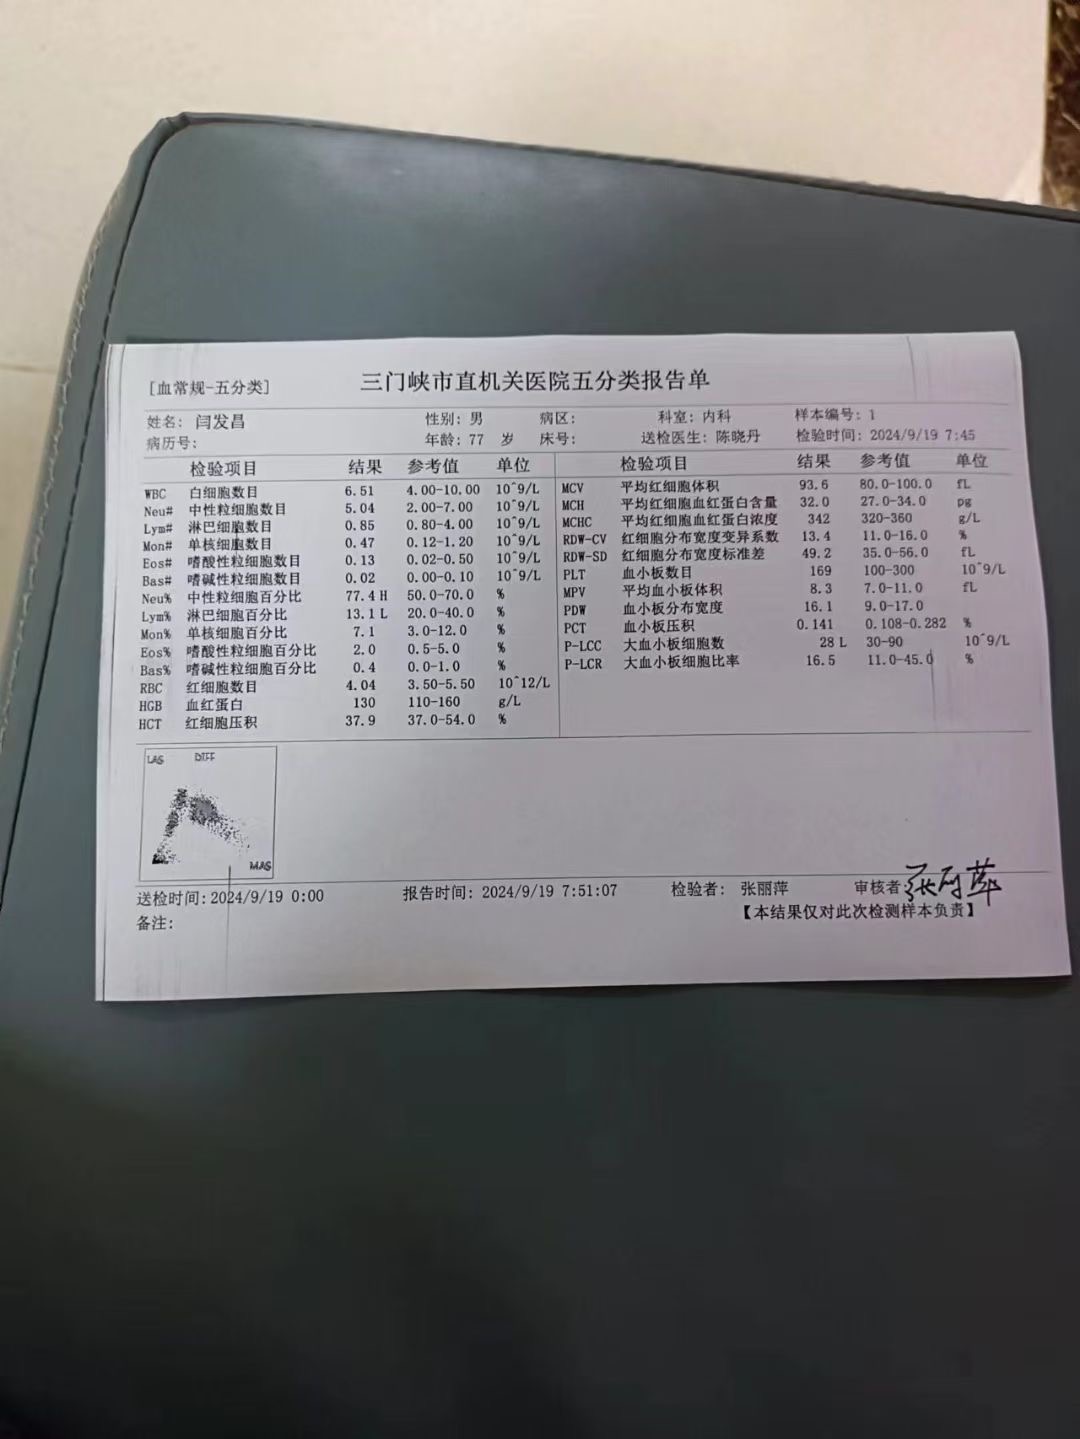 [血常规-五分类]
三门峡市直机关医院五分类报告单
姓名: 闫发昌 性别: 男 病区: 科室: 内科 样本编号: 1
病历号: 年龄: 77 岁 床号: 送检医生: 陈晓丹 检验时间: 2024/9/19 7:45
检验项目 结果 参考值 单位 检验项目 结果 参考值 单位
WBC 白细胞数目 6.51 4.00-10.00 10^9/L MCV 平均红细胞体积 93.6 80.0-100.0 fL
Neu# 中性粒细胞数目 5.04 2.00-7.00 10^9/L MCH 平均红细胞血红蛋白含量 32.0 27.0-34.0 pg
Lym# 淋巴细胞数目 0.85 0.80-4.00 10^9/L MCHC 平均红细胞血红蛋白浓度 342 320-360 g/L
Mon# 单核细胞数目 0.47 0.12-1.20 10^9/L RDW-CV 红细胞分布宽度变异系数 13.4 11.0-16.0 %
Eos# 嗜酸性粒细胞数目 0.13 0.02-0.50 10^9/L RDW-SD 红细胞分布宽度标准差 49.2 35.0-56.0 fL
Bas# 嗜碱性粒细胞数目 0.02 0.00-0.10 10^9/L PLT 血小板数目 169 100-300 10^9/L
Neu% 中性粒细胞百分比 77.4 H 50.0-70.0 % MPV 平均血小板体积 8.3 7.0-11.0 fL
Lym% 淋巴细胞百分比 13.1 L 20.0-40.0 % PDW 血小板分布宽度 16.1 9.0-17.0
Mon% 单核细胞百分比 7.1 3.0-12.0 % PCT 血小板压积 0.141 0.108-0.282 %
Eos% 嗜酸性粒细胞百分比 2.0 0.5-5.0 % P-LCC 大血小板细胞数 28 L 30-90 10^9/L
Bas% 嗜碱性粒细胞百分比 0.4 0.0-1.0 % P-LCR 大血小板细胞比率 16.5 11.0-45.0 %
RBC 红细胞数目 4.04 3.50-5.50 10^12/L
HGB 血红蛋白 130 110-160 g/L
HCT 红细胞压积 37.9 37.0-54.0 %
LAS DIFF
MAS
送检时间: 2024/9/19 0:00 报告时间: 2024/9/19 7:51:07 检验者: 张丽萍 审核者: 张丽萍
备注: 【本结果仅对此次检测样本负责】